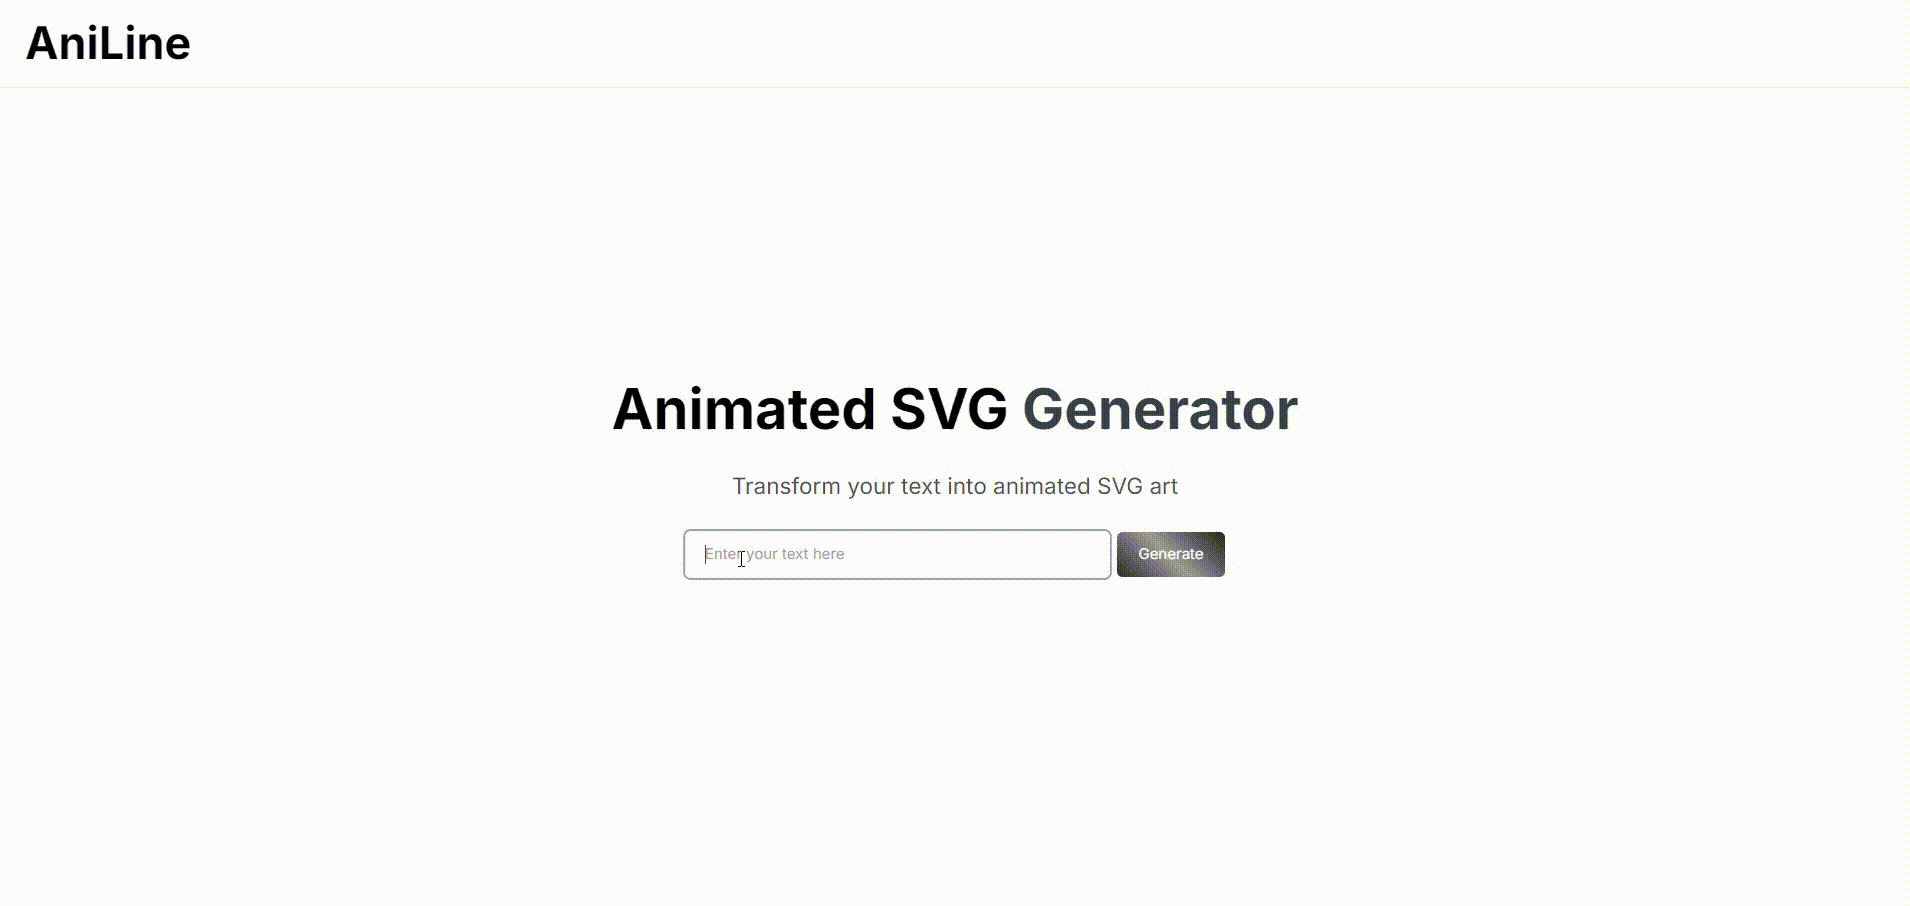 AniLine
Animated SVG Generator
Transform your text into animated SVG art
Enter your text here
Generate